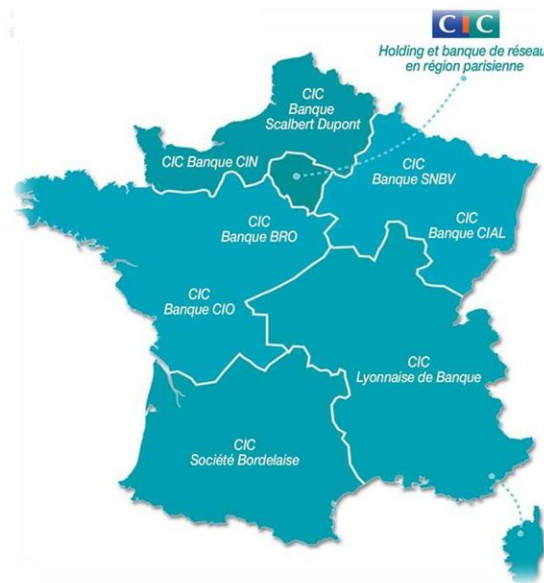 CIC
Holding et banque de réseau
en région parisienne
CIC
Banque
Scalbert Dupont
CIC Banque CIN
CIC
Banque SNBV
CIC
Banque CIAL
CIC
Banque BRO
CIC
Banque CIO
CIC
Lyonnaise de Banque
CIC
Société Bordelaise